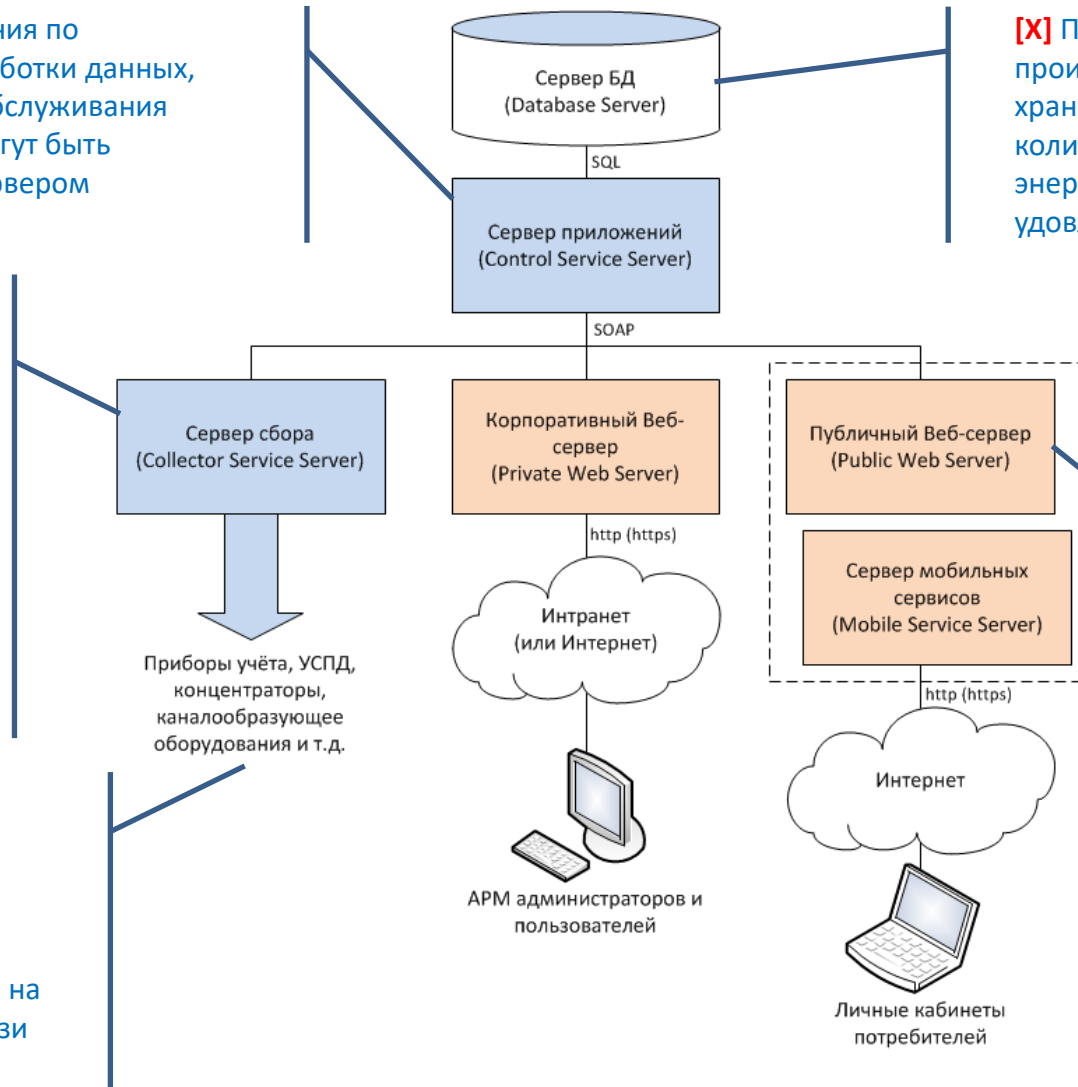 ния по
ботки данных,
бслуживания
гут быть
рвером
[X] П
прои
хран
коли
энер
удов
Сервер БД
(Database Server)
SQL
Сервер приложений
(Control Service Server)
SOAP
Сервер сбора
(Collector Service Server)
Корпоративный Веб-
сервер
(Private Web Server)
Публичный Веб-сервер
(Public Web Server)
http (https)
Сервер мобильных
сервисов
(Mobile Service Server)
Интранет
(или Интернет)
http (https)
Приборы учёта, УСПД,
концентраторы,
каналообразующее
оборудования и т.д.
Интернет
АРМ администраторов и
пользователей
на
зи
Личные кабинеты
потребителей